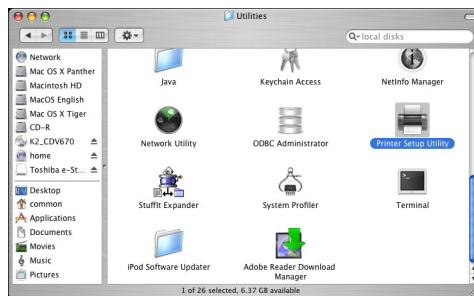 Utilities
local disks
Network
Mac OS X Panther
Macintosh HD
MacOS English
Mac OS X Tiger
CD-R
K2_CDV670
home
Toshiba e-St...
Desktop
common
Applications
Documents
Movies
Music
Pictures
Java
Keychain Access
NetInfo Manager
Network Utility
ODBC Administrator
Printer Setup Utility
StuffIt Expander
System Profiler
Terminal
iPod Software Updater
Adobe Reader Download
Manager
1 of 26 selected, 6.37 GB available